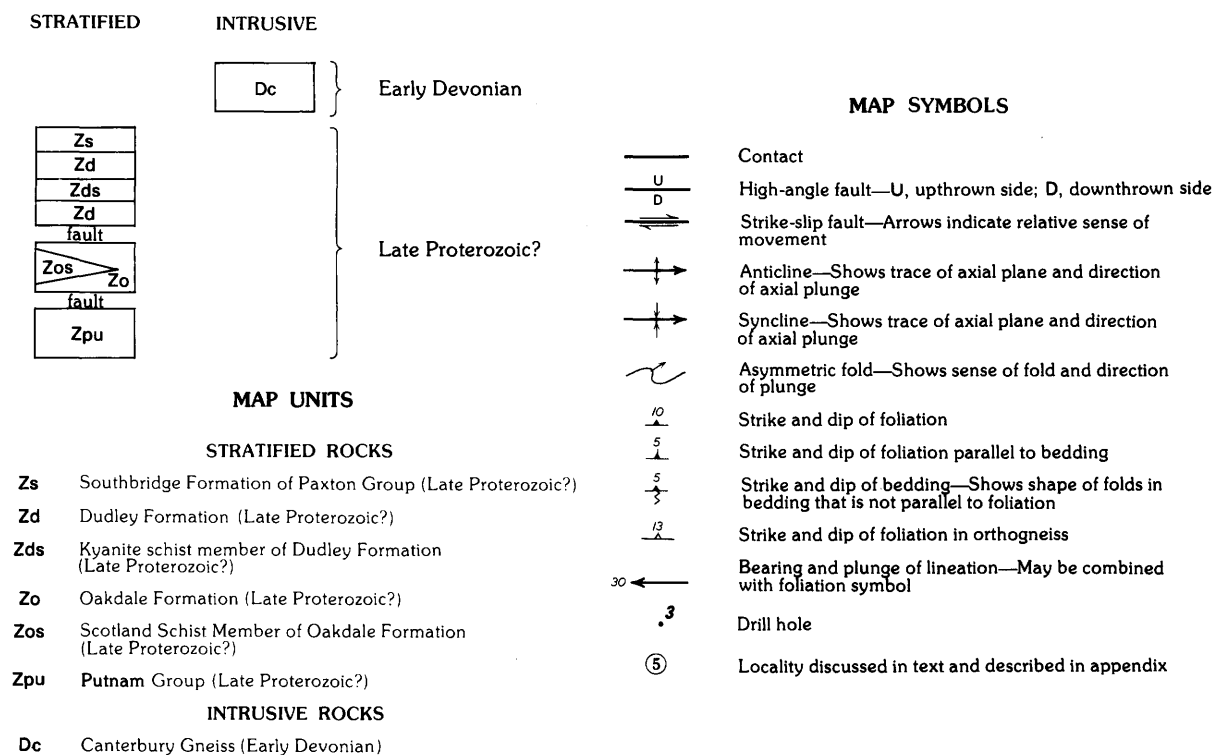 STRATIFIED
INTRUSIVE
Dc
Early Devonian
Zs
Zd
Zds
Zd
fault
Zos
Zo
fault
Zpu
Late Proterozoic?
MAP UNITS
STRATIFIED ROCKS
Zs Southbridge Formation of Paxton Group (Late Proterozoic?)
Zd Dudley Formation (Late Proterozoic?)
Zds Kyanite schist member of Dudley Formation
(Late Proterozoic?)
Zo Oakdale Formation (Late Proterozoic?)
Zos Scotland Schist Member of Oakdale Formation
(Late Proterozoic?)
Zpu Putnam Group (Late Proterozoic?)
INTRUSIVE ROCKS
Dc Canterbury Gneiss (Early Devonian)
MAP SYMBOLS
Contact
U
D
High-angle fault—U, upthrown side; D, downthrown side
Strike-slip fault—Arrows indicate relative sense of
movement
Anticline—Shows trace of axial plane and direction
of axial plunge
Syncline—Shows trace of axial plane and direction
of axial plunge
Asymmetric fold—Shows sense of fold and direction
of plunge
10 Strike and dip of foliation
5 Strike and dip of foliation parallel to bedding
5 Strike and dip of bedding—Shows shape of folds in
bedding that is not parallel to foliation
13 Strike and dip of foliation in orthogneiss
30 Bearing and plunge of lineation—May be combined
with foliation symbol
3 Drill hole
5 Locality discussed in text and described in appendix